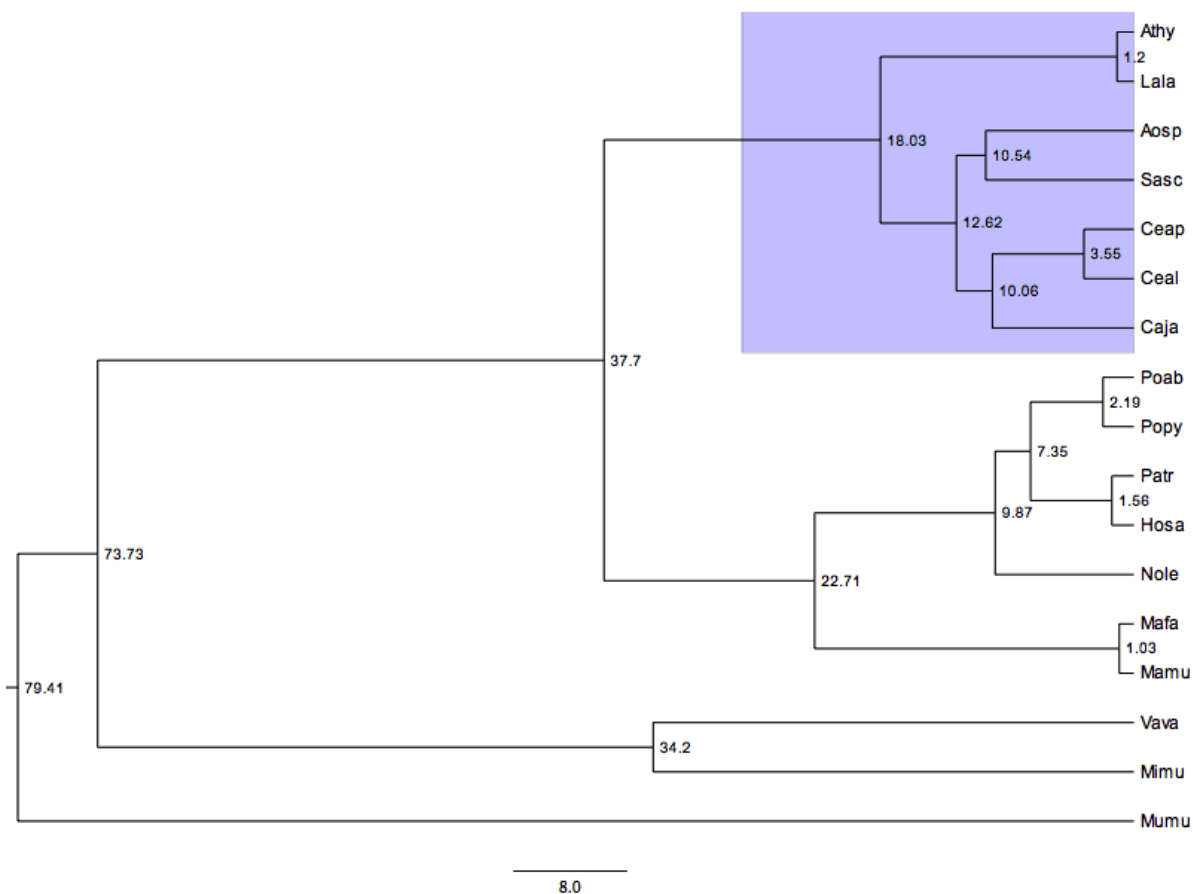 Athy
1.2
Lala
Aosp
18.03
10.54
Sasc
12.62
Ceap
3.55
Ceal
10.06
Caja
37.7
Poab
2.19
Popy
7.35
Patr
1.56
9.87
Hosa
73.73
Nole
22.71
Mafa
1.03
Mamu
79.41
Vava
34.2
Mimu
Mumu
8.0